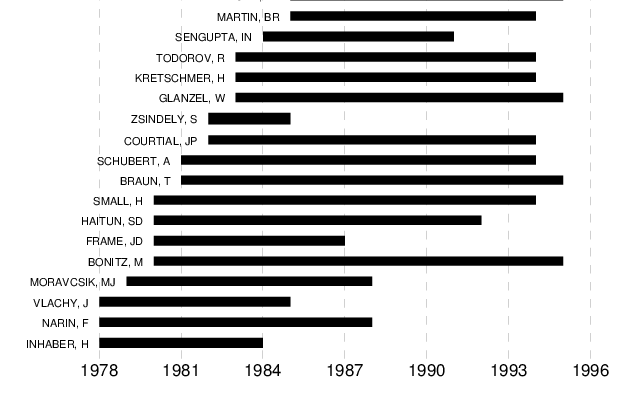 MARTIN, BR
SENGUPTA, IN
TODOROV, R
KRETSCHMER, H
GLANZEL, W
ZSINDELY, S
COURTIAL, JP
SCHUBERT, A
BRAUN, T
SMALL, H
HAITUN, SD
FRAME, JD
BONITZ, M
MORAVCSIK, MJ
VLACHY, J
NARIN, F
INHABER, H
1978 1981 1984 1987 1990 1993 1996